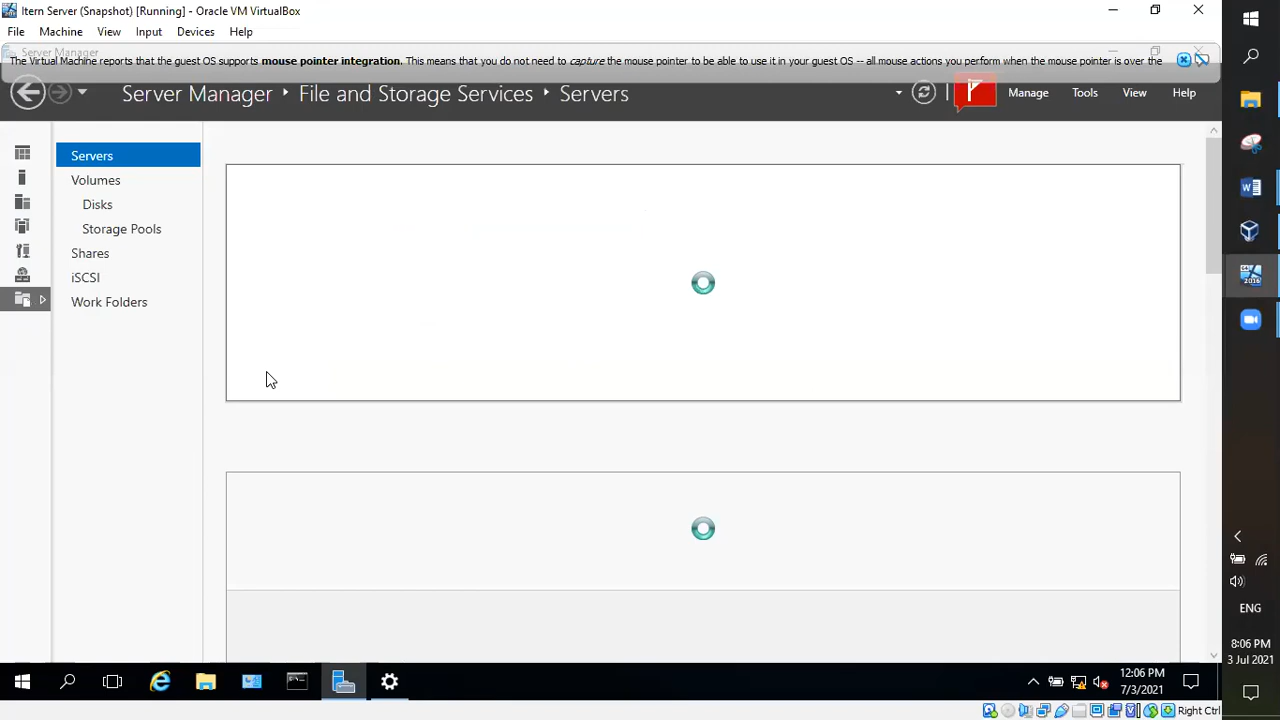 Itern Server (Snapshot) [Running] - Oracle VM VirtualBox
File Machine View Input Devices Help
Server Manager
The Virtual Machine reports that the guest OS supports mouse pointer integration. This means that you do not need to capture the mouse pointer to be able to use it in your guest OS -- all mouse actions you perform when the mouse pointer is over the
Server Manager File and Storage Services Servers
Manage Tools View Help
Servers
Volumes
Disks
Storage Pools
Shares
iSCSI
Work Folders
12:06 PM
7/3/2021
Right Ctrl
2016
ENG
8:06 PM
3 Jul 2021